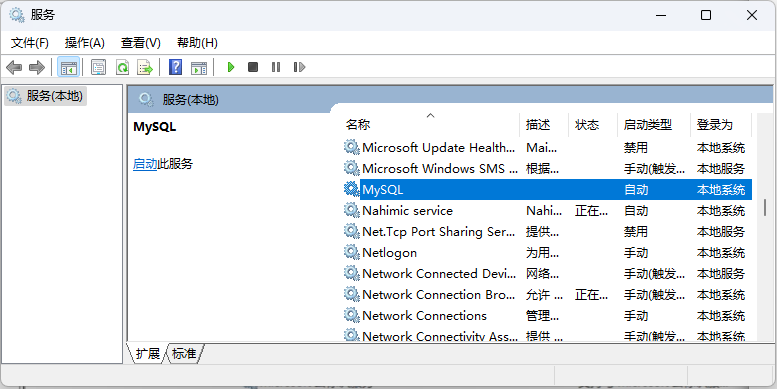 服务
文件(F) 操作(A) 查看(V) 帮助(H)
服务(本地)
服务(本地)
MySQL
启动此服务
名称 描述 状态 启动类型 登录为
Microsoft Update Health... Mai... 禁用 本地系统
Microsoft Windows SMS ... 根据... 手动(触发... 本地服务
MySQL 自动 本地系统
Nahimic service Nahi... 正在... 自动 本地系统
Net.Tcp Port Sharing Ser... 提供... 禁用 本地服务
Netlogon 为用... 手动 本地系统
Network Connected Devi... 网络... 手动(触发... 本地服务
Network Connection Bro... 允许 ... 正在... 手动(触发... 本地系统
Network Connections 管理... 手动 本地系统
Network Connectivity Ass... 提供 ... 手动(触发... 本地系统
扩展 标准